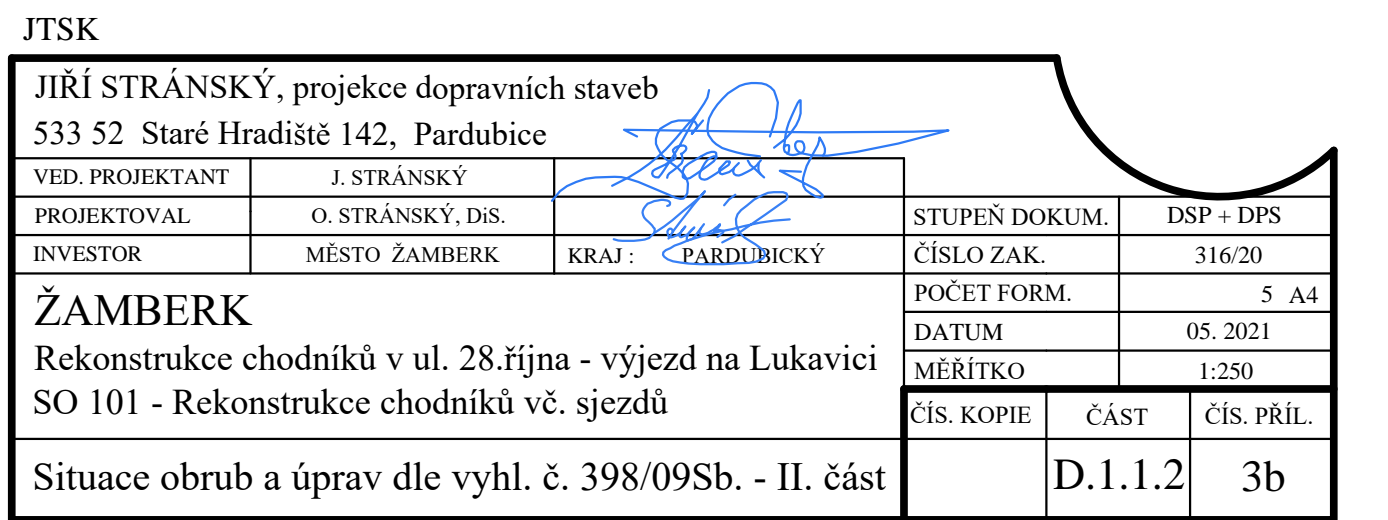 JTSK
JIŘÍ STRÁNSKÝ, projekce dopravních staveb
533 52 Staré Hradiště 142, Pardubice
VED. PROJEKTANT J. STRÁNSKÝ
PROJEKTOVAL O. STRÁNSKÝ, DiS.
INVESTOR MĚSTO ŽAMBERK KRAJ : PARDUBICKÝ
STUPEŇ DOKUM. DSP + DPS
ČÍSLO ZAK. 316/20
POČET FORM. 5 A4
DATUM 05. 2021
MĚŘÍTKO 1:250
ŽAMBERK
Rekonstrukce chodníků v ul. 28.října - výjezd na Lukavici
SO 101 - Rekonstrukce chodníků vč. sjezdů
ČÍS. KOPIE ČÁST ČÍS. PŘÍL.
Situace obrub a úprav dle vyhl. č. 398/09Sb. - II. část
D.1.1.2 3b